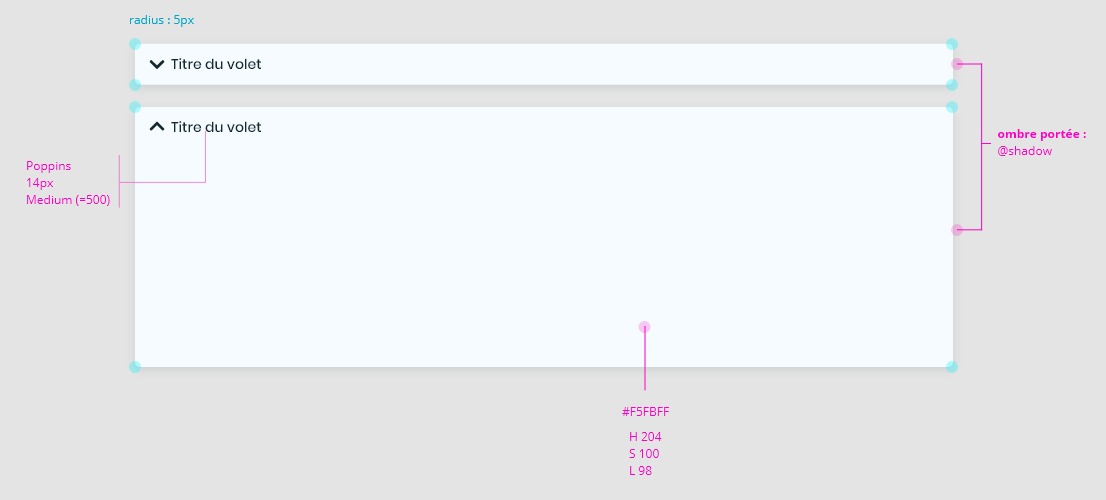 radius : 5px
Titre du volet
Titre du volet
ombre portée :
@shadow
Poppins
14px
Medium (=500)
#F5FBFF
H 204
S 100
L 98